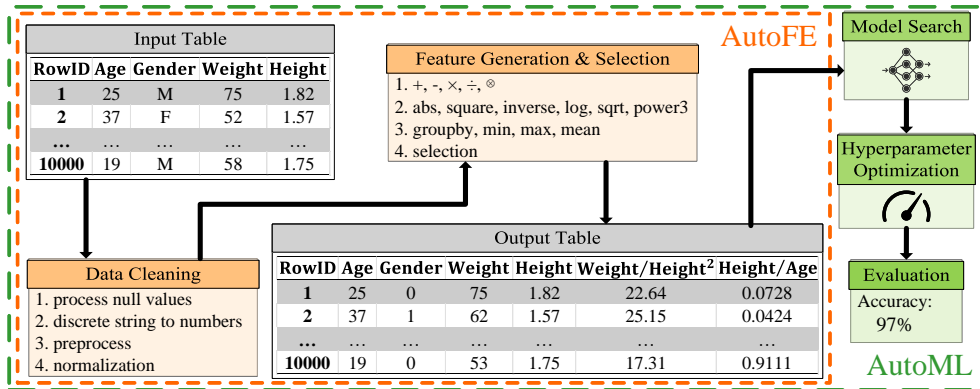 AutoFE
Input Table
RowID Age Gender Weight Height
1 25 M 75 1.82
2 37 F 52 1.57
... ... ... ... ...
10000 19 M 58 1.75
Data Cleaning
1. process null values
2. discrete string to numbers
3. preprocess
4. normalization
Feature Generation & Selection
1. +, -, ×, ÷, ⊗
2. abs, square, inverse, log, sqrt, power3
3. groupby, min, max, mean
4. selection
Output Table
RowID Age Gender Weight Height Weight/Height² Height/Age
1 25 0 75 1.82 22.64 0.0728
2 37 1 62 1.57 25.15 0.0424
... ... ... ... ... ... ...
10000 19 0 53 1.75 17.31 0.9111
Model Search
Hyperparameter
Optimization
Evaluation
Accuracy:
97%
AutoML